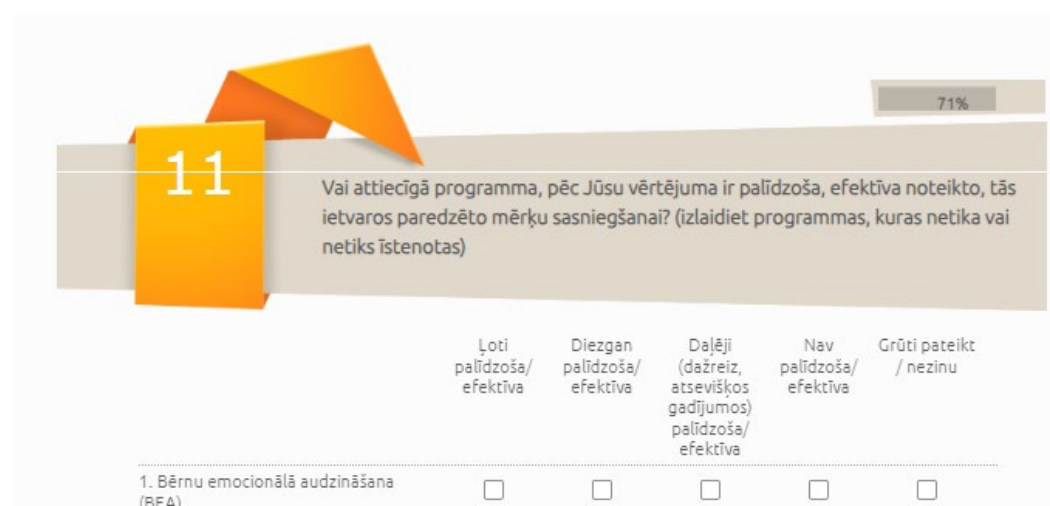 71%
11
Vai attiecīgā programma, pēc Jūsu vērtējuma ir palīdzoša, efektīva noteikto, tās
ietvaros paredzēto mērķu sasniegšanai? (izlaidiet programmas, kuras netika vai
netiks īstenotas)
Ļoti
palīdzoša/
efektīva
Diezgan
palīdzoša/
efektīva
Daļēji
(dažreiz,
atsevišķos
gadījumos)
palīdzoša/
efektīva
Nav
palīdzoša/
efektīva
Grūti pateikt
/ nezinu
1. Bērnu emocionālā audzināšana
(BEA)